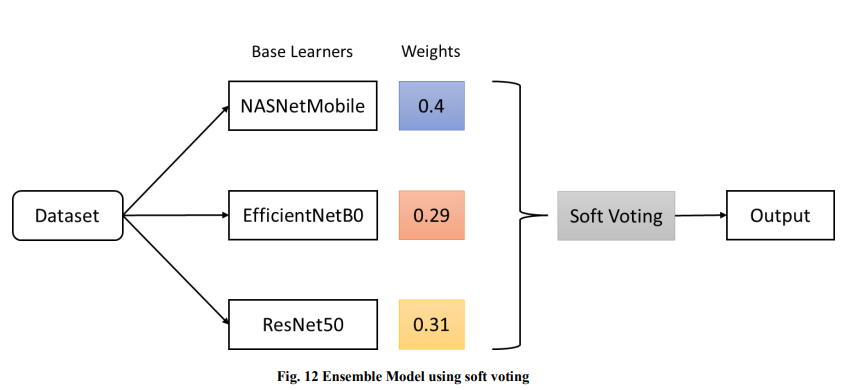 Base Learners Weights
NASNetMobile 0.4
Dataset EfficientNetB0 0.29 Soft Voting Output
ResNet50 0.31
Fig. 12 Ensemble Model using soft voting